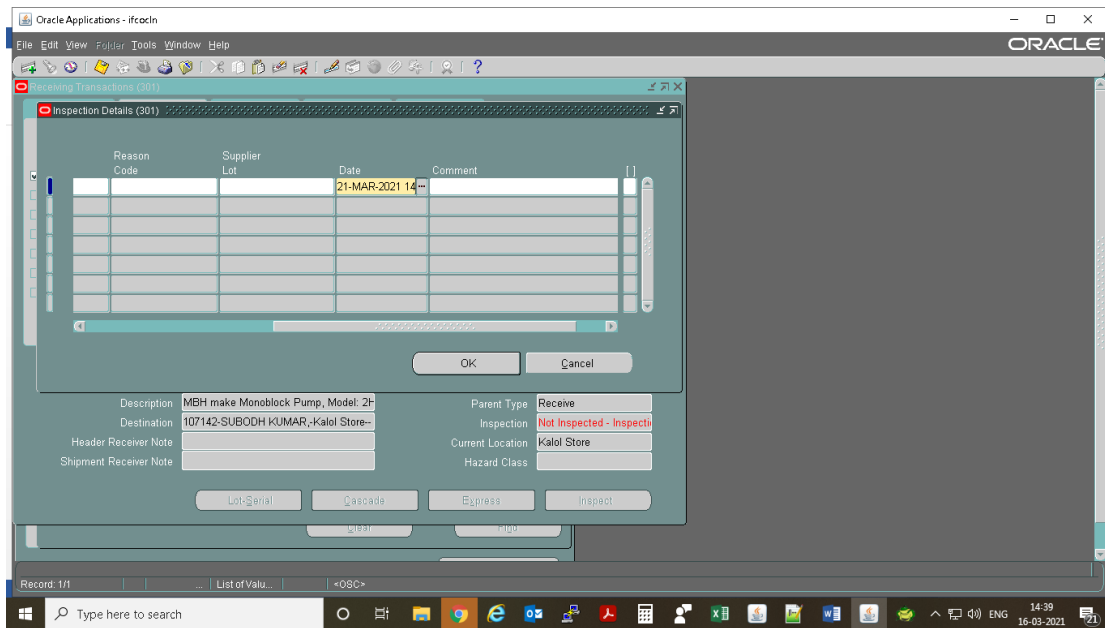 Oracle Applications - ifcocln
File Edit View Folder Tools Window Help
ORACLE
Receiving Transactions (301)
Inspection Details (301)
Reason Code
Supplier Lot
Date
Comment
[ ]
21-MAR-2021 14
OK
Cancel
Description MBH make Monoblock Pump, Model: 2H
Parent Type Receive
Destination 107142-SUBODH KUMAR,-Kalol Store--
Inspection Not Inspected - Inspecti
Header Receiver Note
Current Location Kalol Store
Shipment Receiver Note
Hazard Class
Lot-Serial Cascade Express Inspect
Clear Find
Record: 1/1 ... List of Valu... <OSC>
Type here to search
ENG
14:39
16-03-2021
21